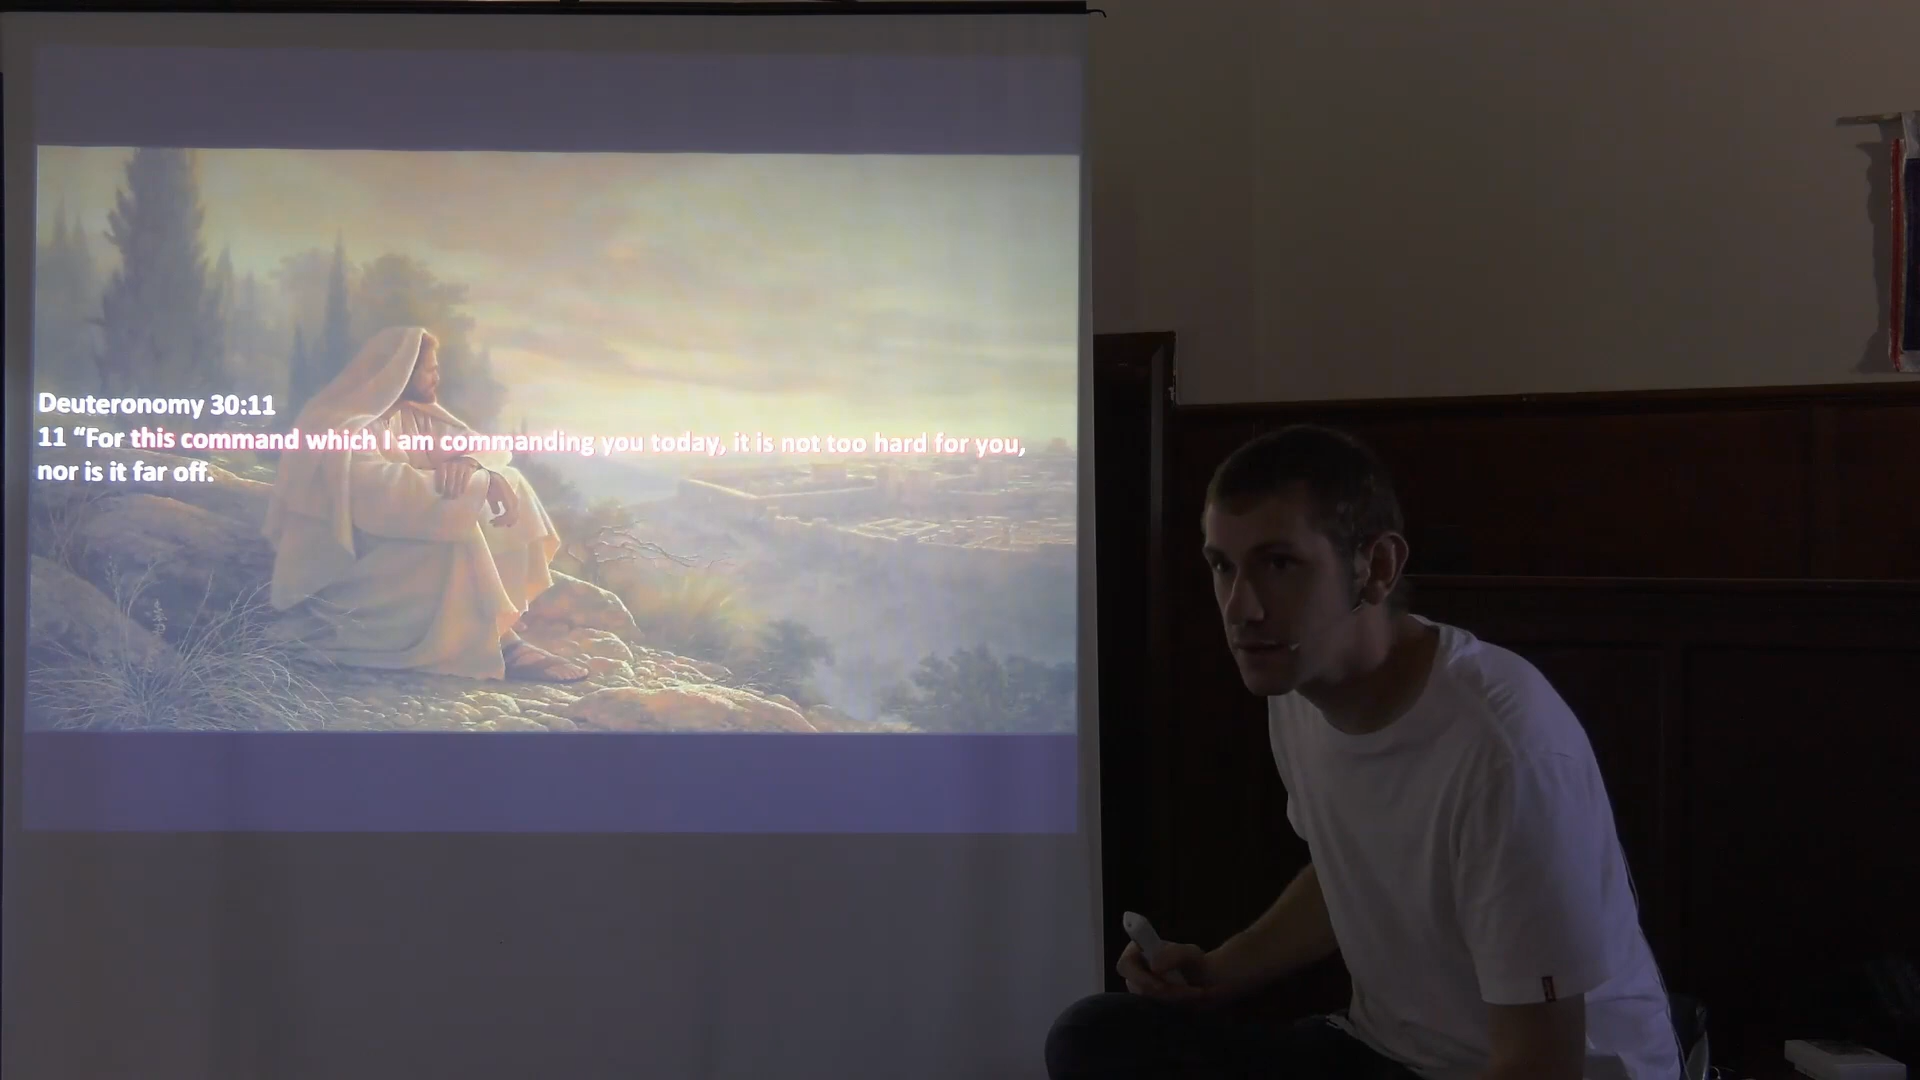 Deuteronomy 30:11
11 “For this command which I am commanding you today, it is not too hard for you,
nor is it far off.